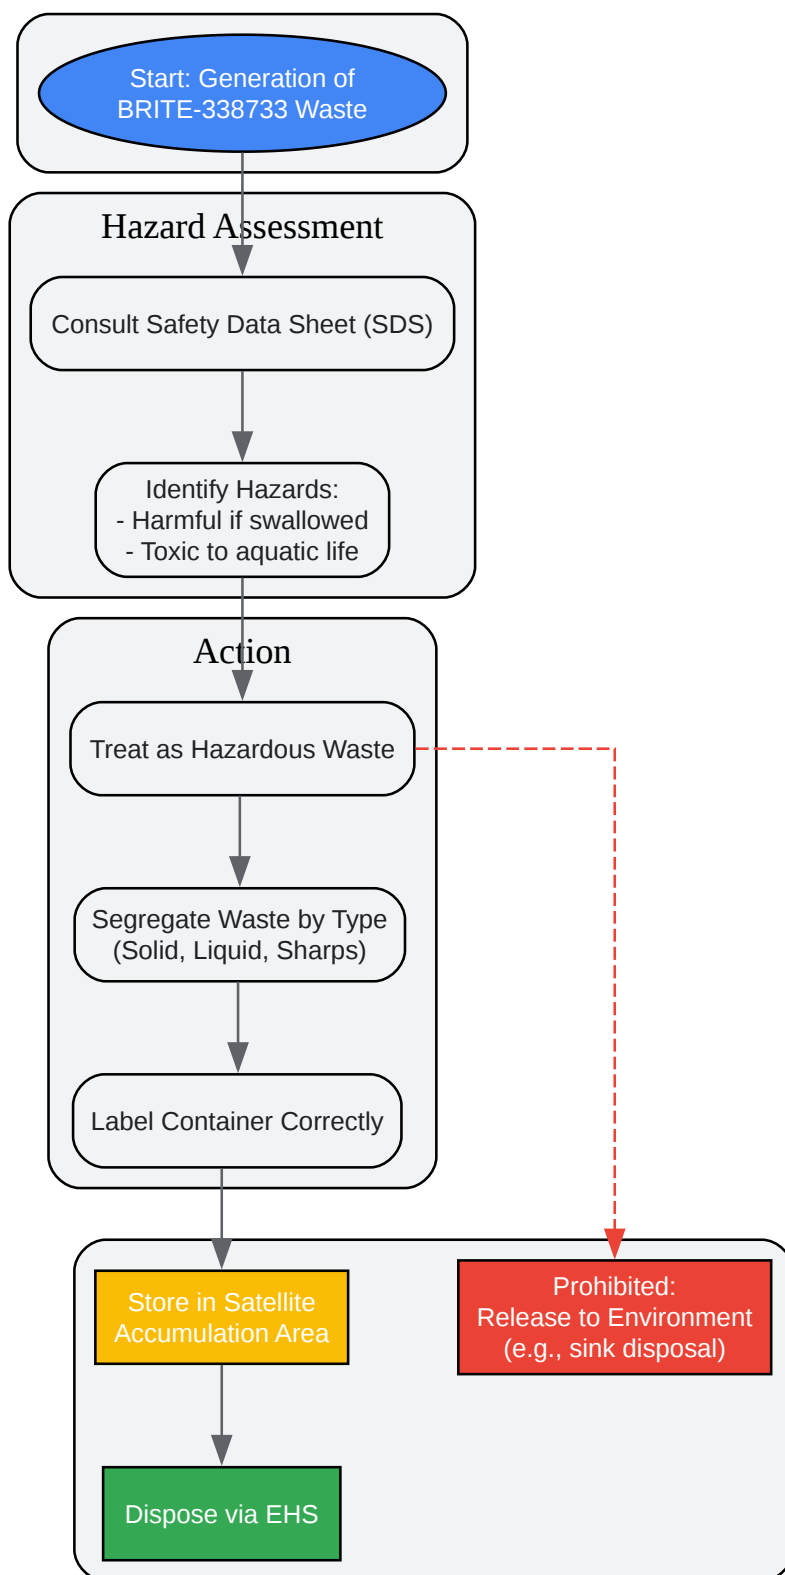 Start: Generation of
BRITE-338733 Waste
Hazard Assessment
Consult Safety Data Sheet (SDS)
Identify Hazards:
- Harmful if swallowed
- Toxic to aquatic life
Action
Treat as Hazardous Waste
Segregate Waste by Type
(Solid, Liquid, Sharps)
Label Container Correctly
Store in Satellite
Accumulation Area
Prohibited:
Release to Environment
(e.g., sink disposal)
Dispose via EHS